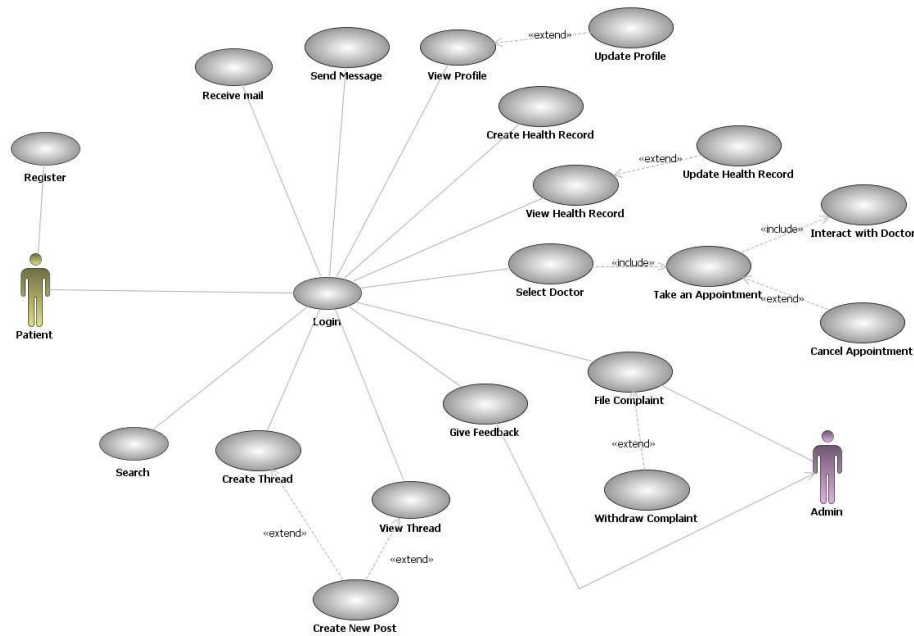 «extend»
Send Message
View Profile
Update Profile
Receive mail
Create Health Record
«extend»
Register
Update Health Record
View Health Record
«include»
Interact with Doctor
«include»
Select Doctor
Take an Appointment
«extend»
Login
Patient
Cancel Appointment
File Complaint
Give Feedback
«extend»
Search
Create Thread
Admin
View Thread
Withdraw Complaint
«extend»
«extend»
Create New Post